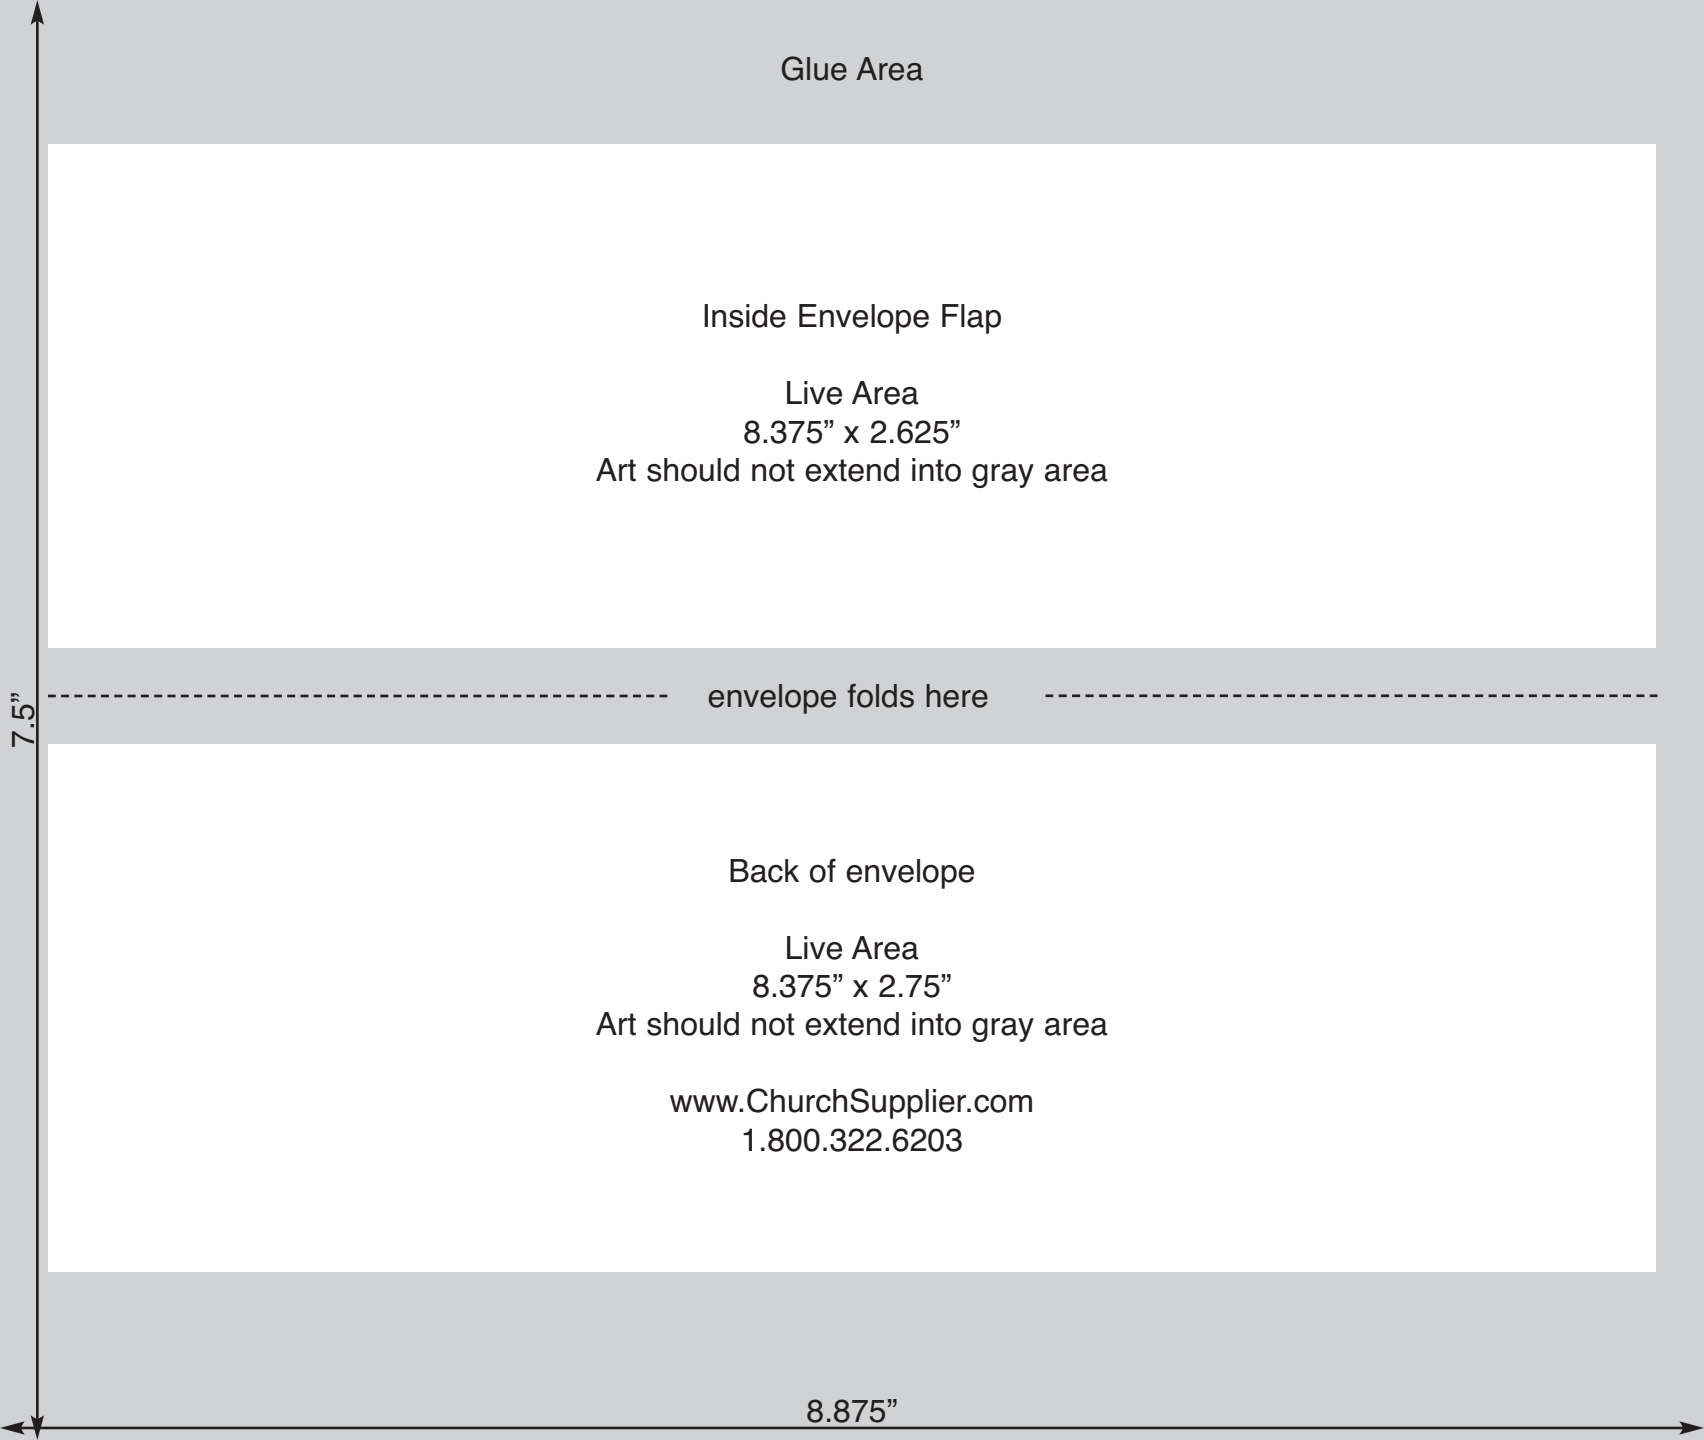 Glue Area
Inside Envelope Flap
Live Area
8.375” x 2.625”
Art should not extend into gray area
envelope folds here
7.5”
Back of envelope
Live Area
8.375” x 2.75”
Art should not extend into gray area
www.ChurchSupplier.com
1.800.322.6203
8.875”